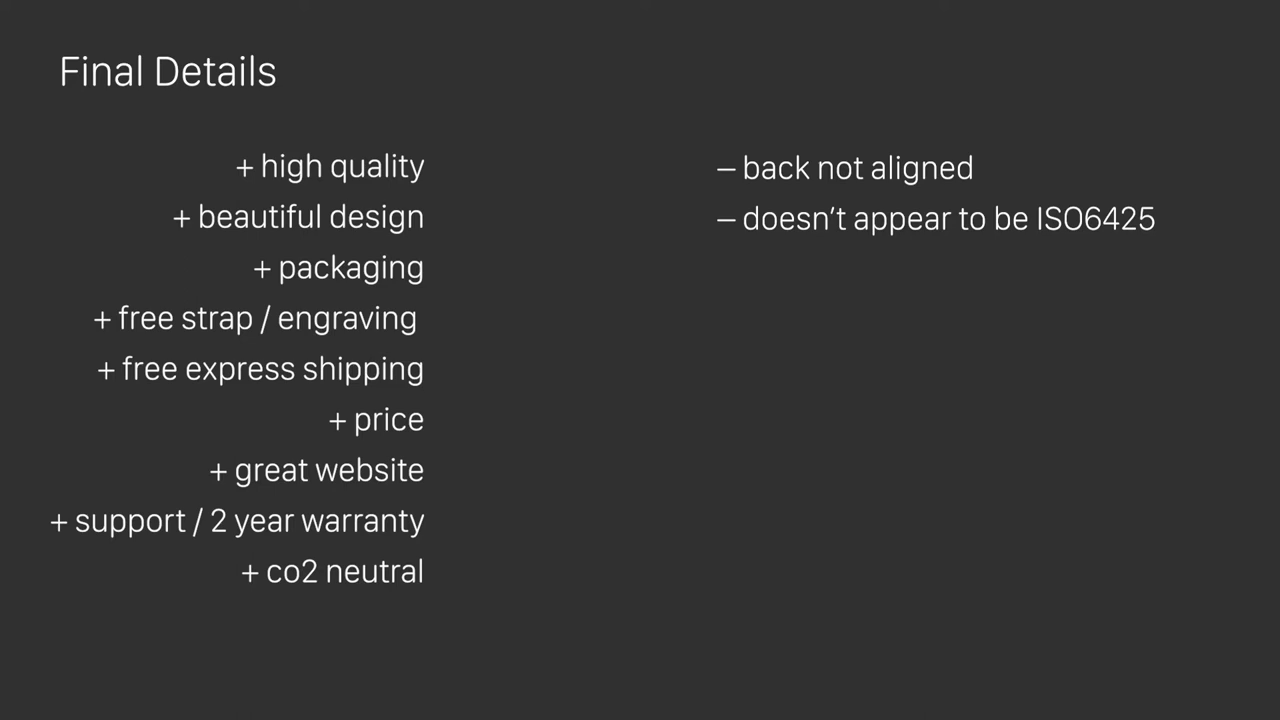 Final Details
+ high quality
+ beautiful design
+ packaging
+ free strap / engraving
+ free express shipping
+ price
+ great website
+ support / 2 year warranty
+ co2 neutral
– back not aligned
– doesn’t appear to be ISO6425